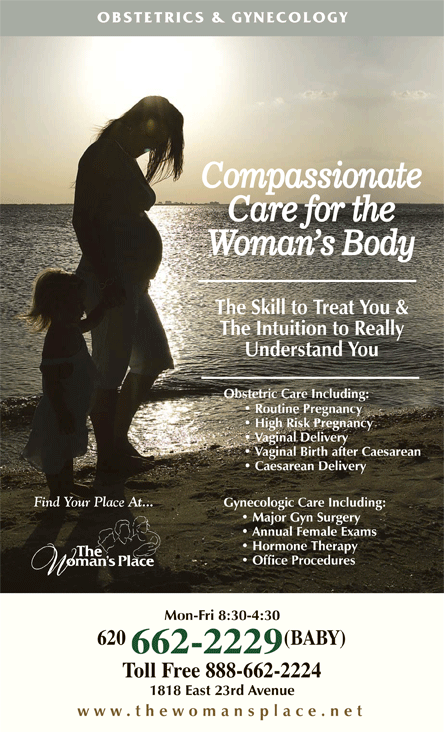 OBSTETRICS & GYNECOLOGY
Compassionate
Care for the
Woman's Body
The Skill to Treat You &
The Intuition to Really
Understand You
Obstetric Care Including:
• Routine Pregnancy
• High Risk Pregnancy
• Vaginal Delivery
• Vaginal Birth after Caesarean
• Caesarean Delivery
Find Your Place At...
The
Woman's Place
Gynecologic Care Including:
• Major Gyn Surgery
• Annual Female Exams
• Hormone Therapy
• Office Procedures
Mon-Fri 8:30-4:30
620 662-2229 (BABY)
Toll Free 888-662-2224
1818 East 23rd Avenue
www.thewomansplace.net